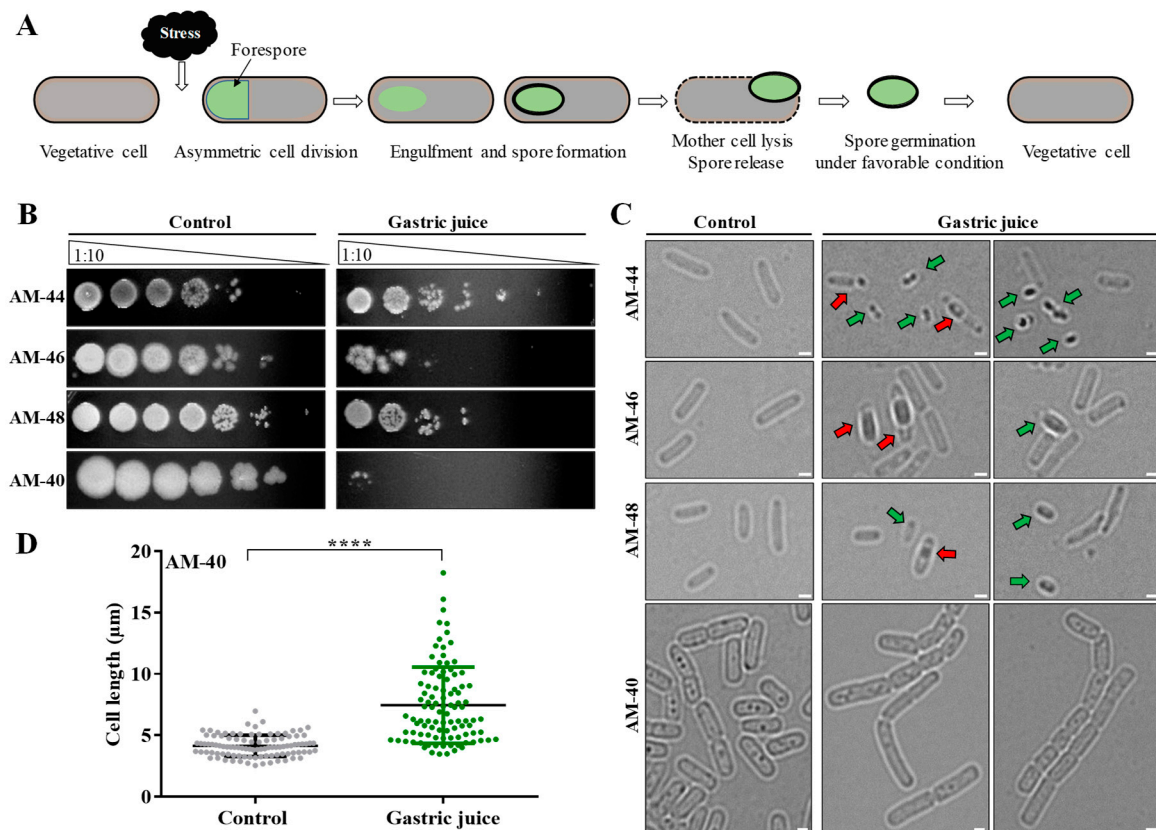 A
Stress
Forespore
Vegetative cell
Asymmetric cell division
Engulfment and spore formation
Mother cell lysis
Spore release
Spore germination
under favorable condition
Vegetative cell
B
Control
Gastric juice
1:10
1:10
AM-44
AM-46
AM-48
AM-40
C
Control
Gastric juice
AM-44
AM-46
AM-48
AM-40
D
AM-40
****
Cell length (µm)
20
15
10
5
0
Control
Gastric juice